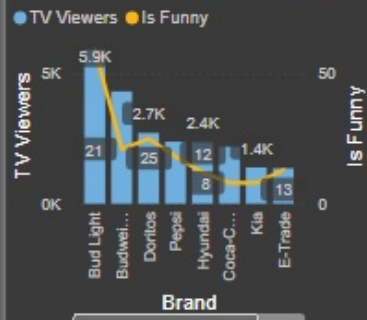 TV Viewers Is Funny
5.9K
5K 50
2.7K
2.4K
1.4K
21 25 12
8 13
0K 0
TV Viewers
Is Funny
Bud Light
Budwei...
Doritos
Pepsi
Hyundai
Coca-C...
Kia
E-Trade
Brand